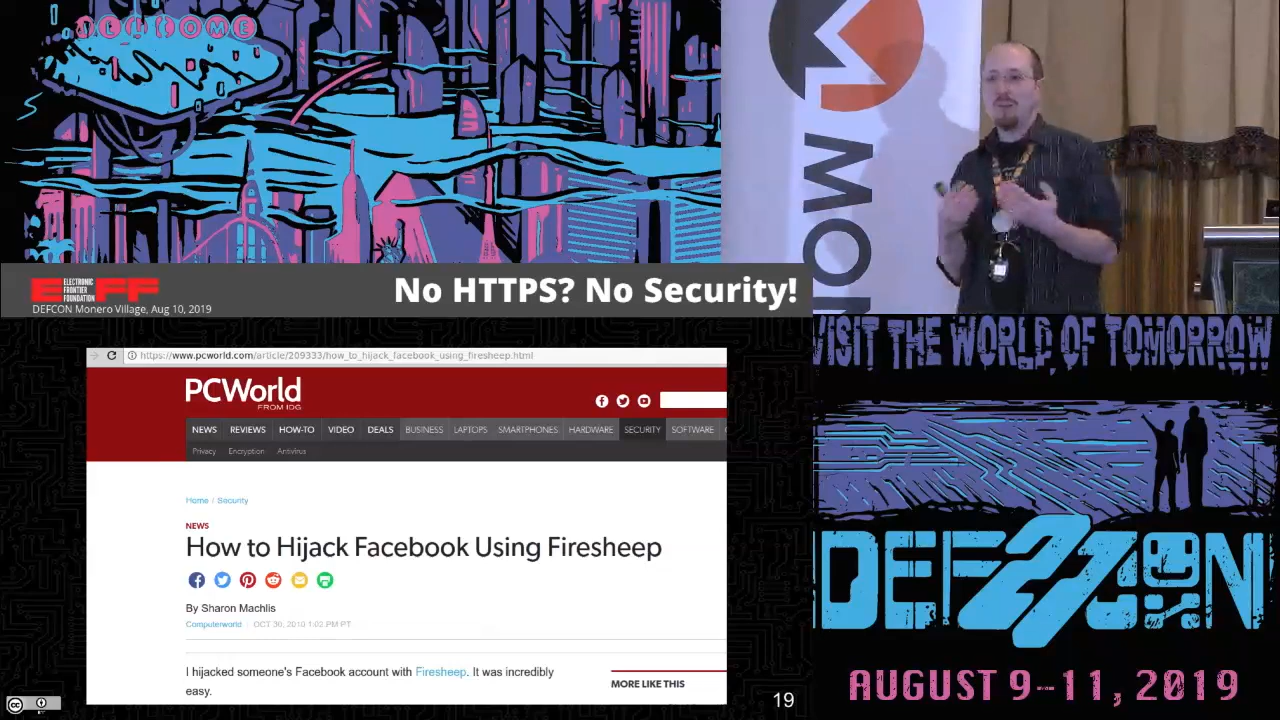 WELCOME
MON
EFF
ELECTRONIC
FRONTIER
FOUNDATION
DEFCON Monero Village, Aug 10, 2019
No HTTPS? No Security!
https://www.pcworld.com/article/209333/how_to_hijack_facebook_using_firesheep.html
PCWorld
FROM IDG
NEWS REVIEWS HOW-TO VIDEO DEALS BUSINESS LAPTOPS SMARTPHONES HARDWARE SECURITY SOFTWARE
Privacy Encryption Antivirus
Home / Security
NEWS
How to Hijack Facebook Using Firesheep
By Sharon Machlis
Computerworld | OCT 30, 2010 1:02 PM PT
I hijacked someone's Facebook account with Firesheep. It was incredibly
easy.
MORE LIKE THIS
19
VISIT THE WORLD OF TOMORROW
DEFCON
27
AUGUST 9-11, 2019